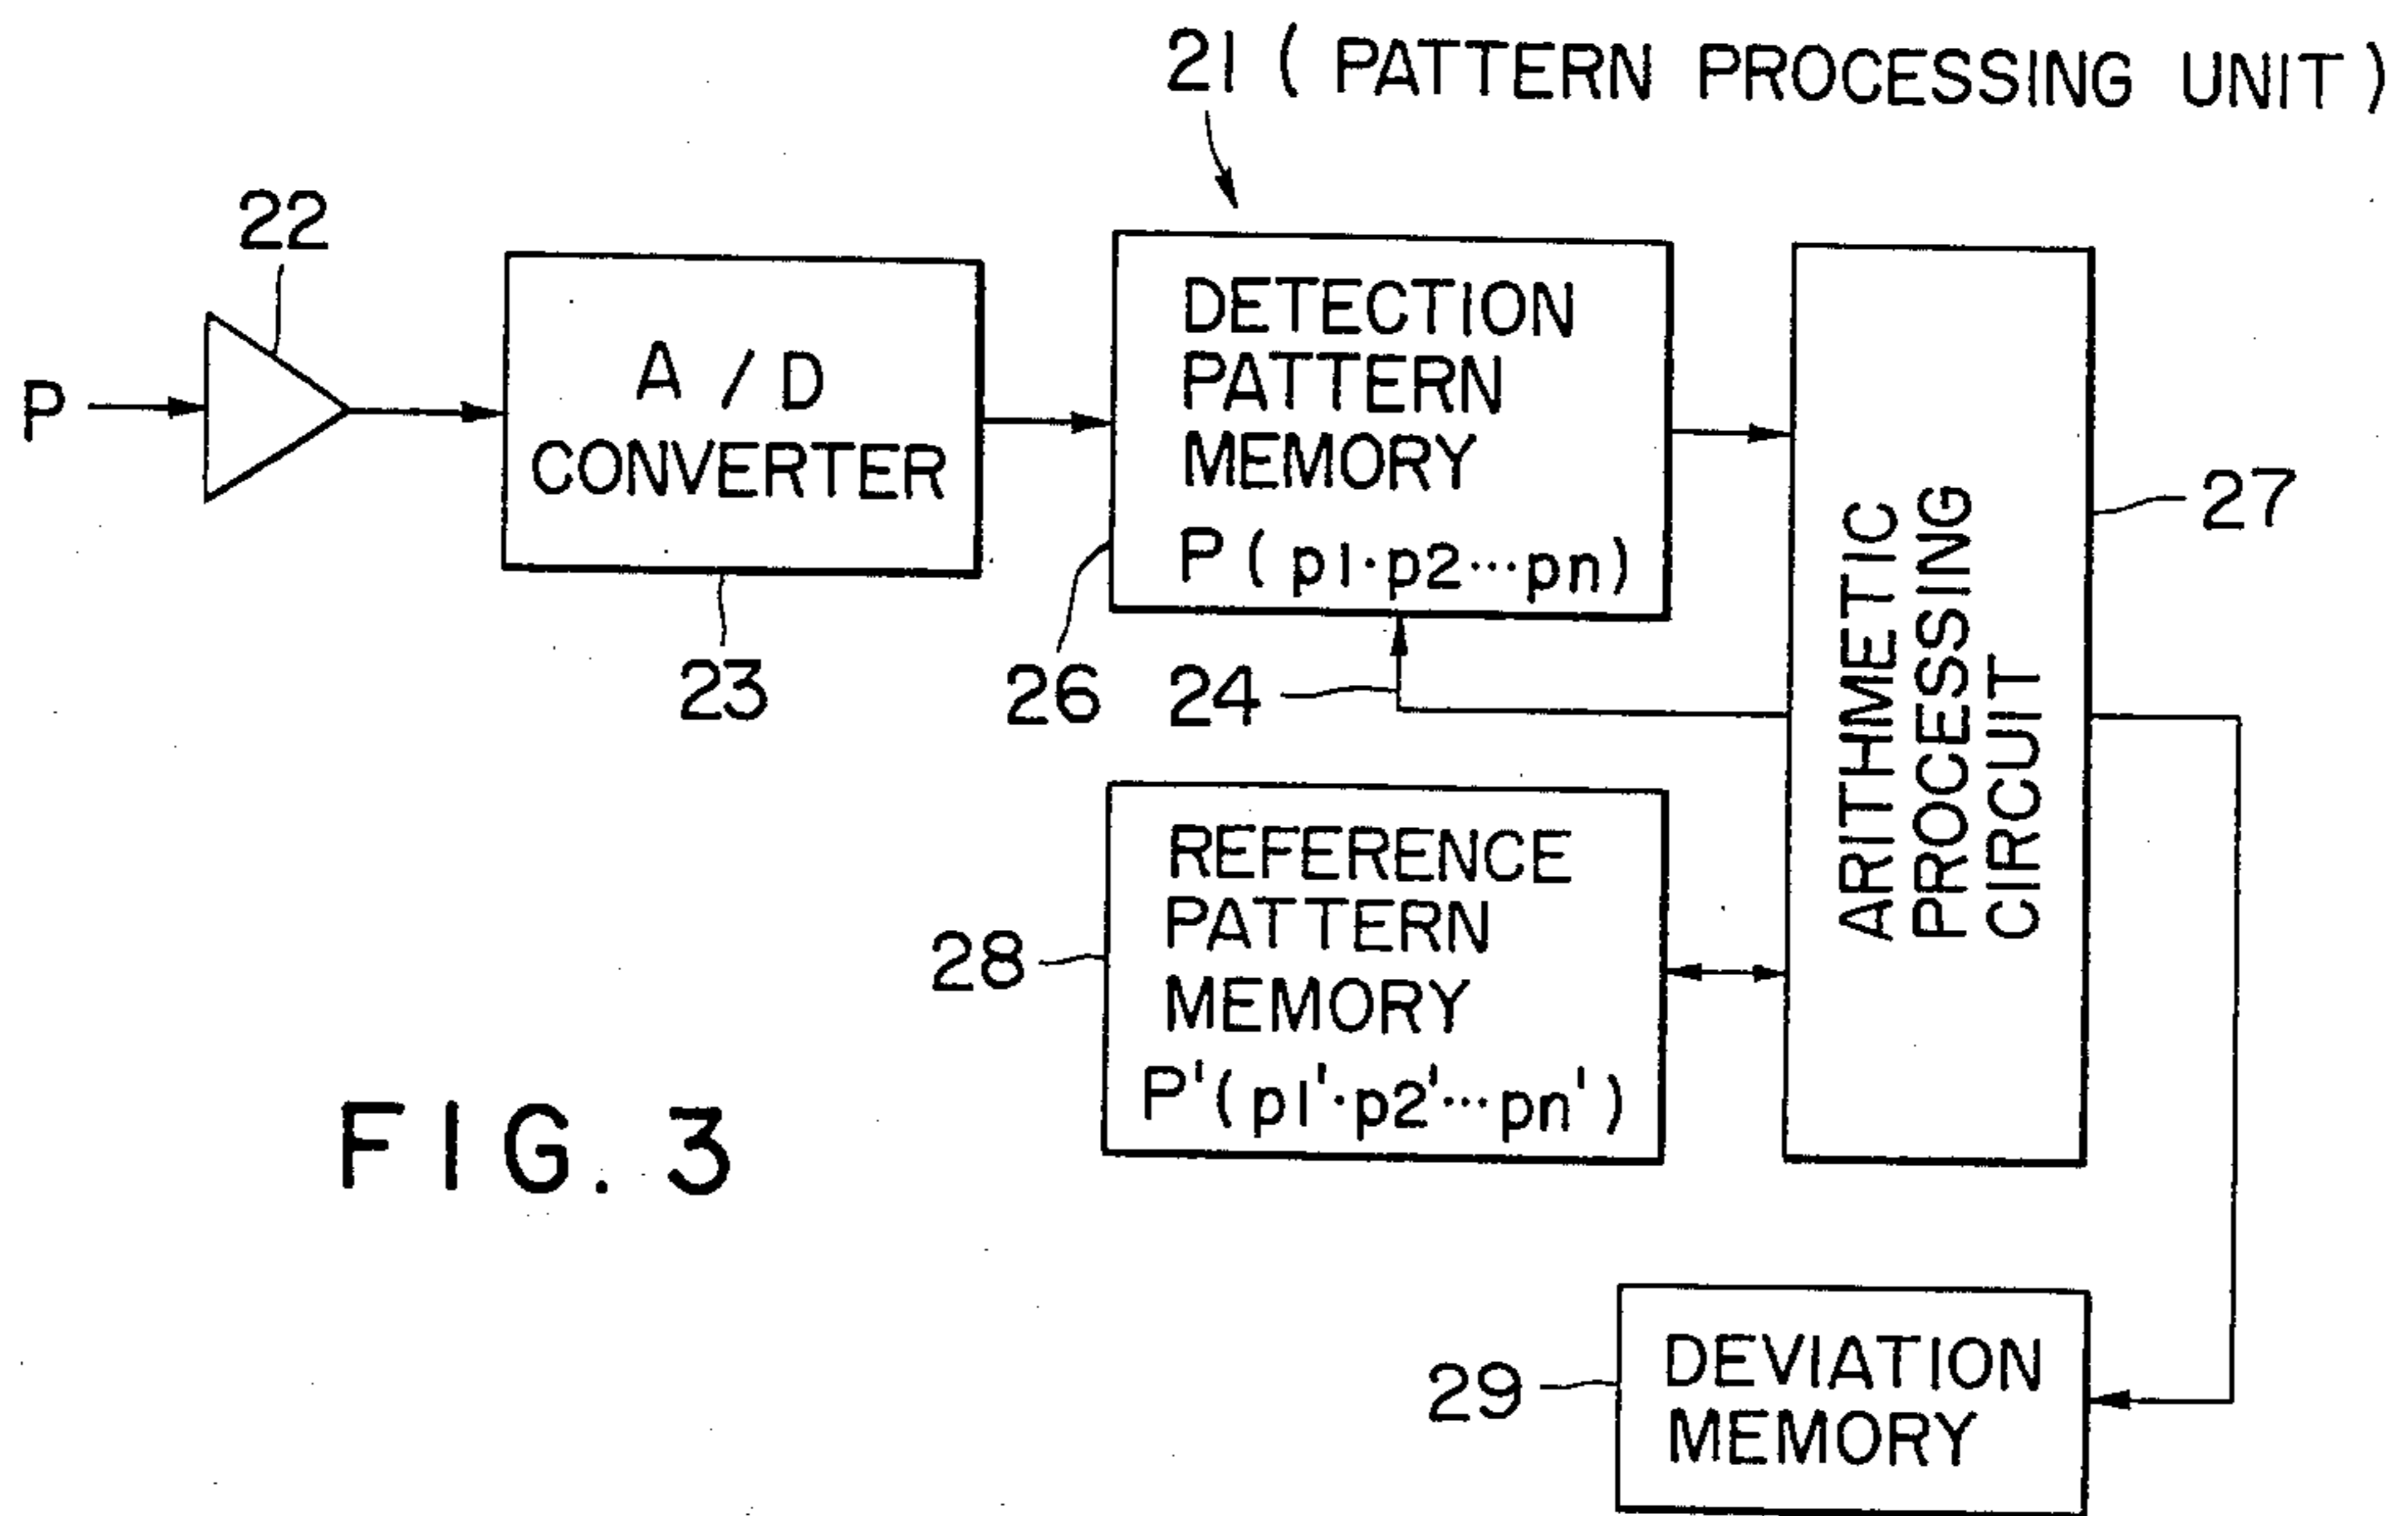 21 ( PATTERN PROCESSING UNIT )
22
P
A / D
CONVERTER
23
DETECTION
PATTERN
MEMORY
P ( p1·p2···pn)
26
24
ARITHMETIC
PROCESSING
CIRCUIT
27
REFERENCE
PATTERN
MEMORY
P'( p1'·p2'···pn' )
28
FIG. 3
DEVIATION
MEMORY
29